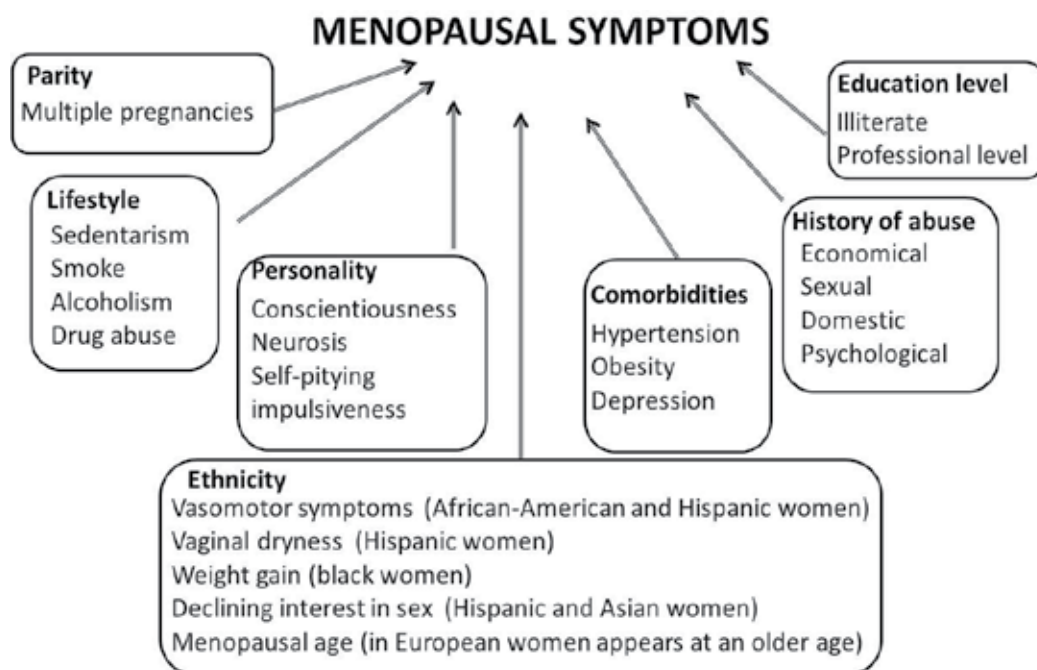 MENOPAUSAL SYMPTOMS
Parity
Multiple pregnancies
Education level
Illiterate
Professional level
Lifestyle
Sedentarism
Smoke
Alcoholism
Drug abuse
History of abuse
Economical
Sexual
Domestic
Psychological
Personality
Conscientiousness
Neurosis
Self-pitying
impulsiveness
Comorbidities
Hypertension
Obesity
Depression
Ethnicity
Vasomotor symptoms (African-American and Hispanic women)
Vaginal dryness (Hispanic women)
Weight gain (black women)
Declining interest in sex (Hispanic and Asian women)
Menopausal age (in European women appears at an older age)